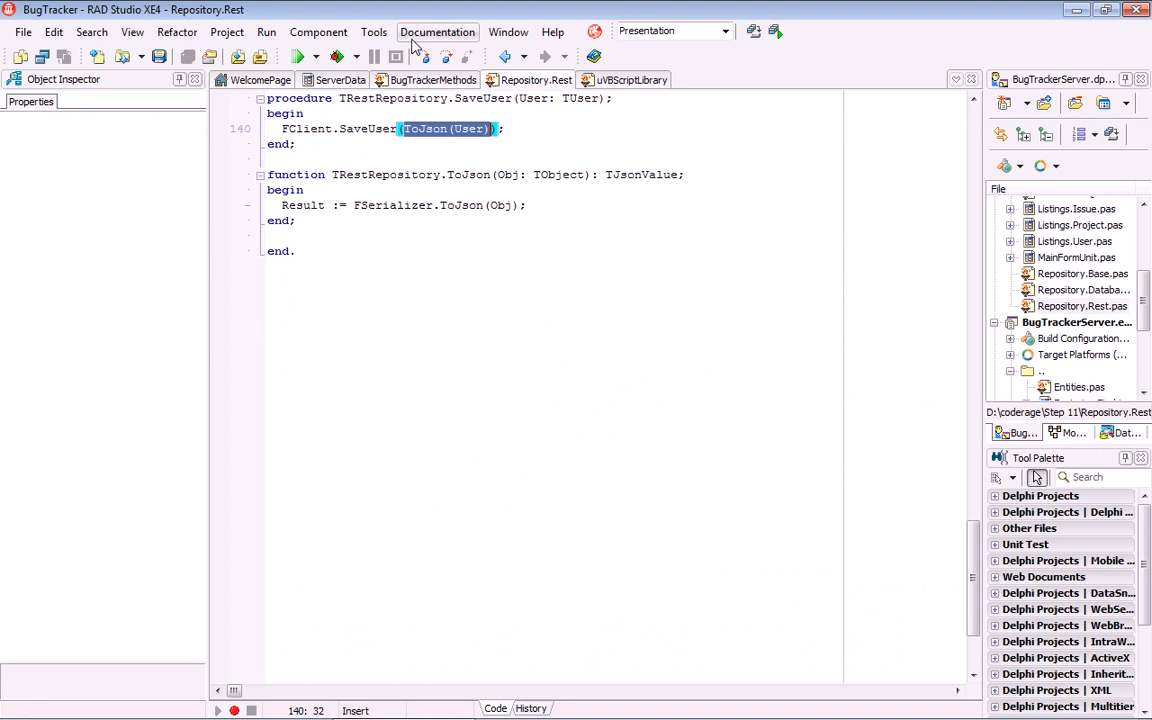 BugTracker - RAD Studio XE4 - Repository.Rest
File Edit Search View Refactor Project Run Component Tools Documentation Window Help Presentation
Object Inspector
Properties
WelcomePage ServerData BugTrackerMethods Repository.Rest uVBScriptLibrary
procedure TRestRepository.SaveUser(User: TUser);
begin
140 FClient.SaveUser(ToJson(User));
end;
function TRestRepository.ToJson(Obj: TObject): TJsonValue;
begin
Result := FSerializer.ToJson(Obj);
end;
end.
140: 32 Insert Code History
BugTrackerServer.dp...
File
Listings.Issue.pas
Listings.Project.pas
Listings.User.pas
MainFormUnit.pas
Repository.Base.pas
Repository.Databa...
Repository.Rest.pas
BugTrackerServer.e...
Build Configuration...
Target Platforms (...
..
Entities.pas
D:\coderage\Step 11\Repository.Rest
Bug... Mo... Dat...
Tool Palette
Search
Delphi Projects
Delphi Projects | Delphi ...
Other Files
Unit Test
Delphi Projects | Mobile ...
Web Documents
Delphi Projects | DataSn...
Delphi Projects | WebSe...
Delphi Projects | WebBr...
Delphi Projects | IntraW...
Delphi Projects | ActiveX
Delphi Projects | Inherit...
Delphi Projects | XML
Delphi Projects | Multitier